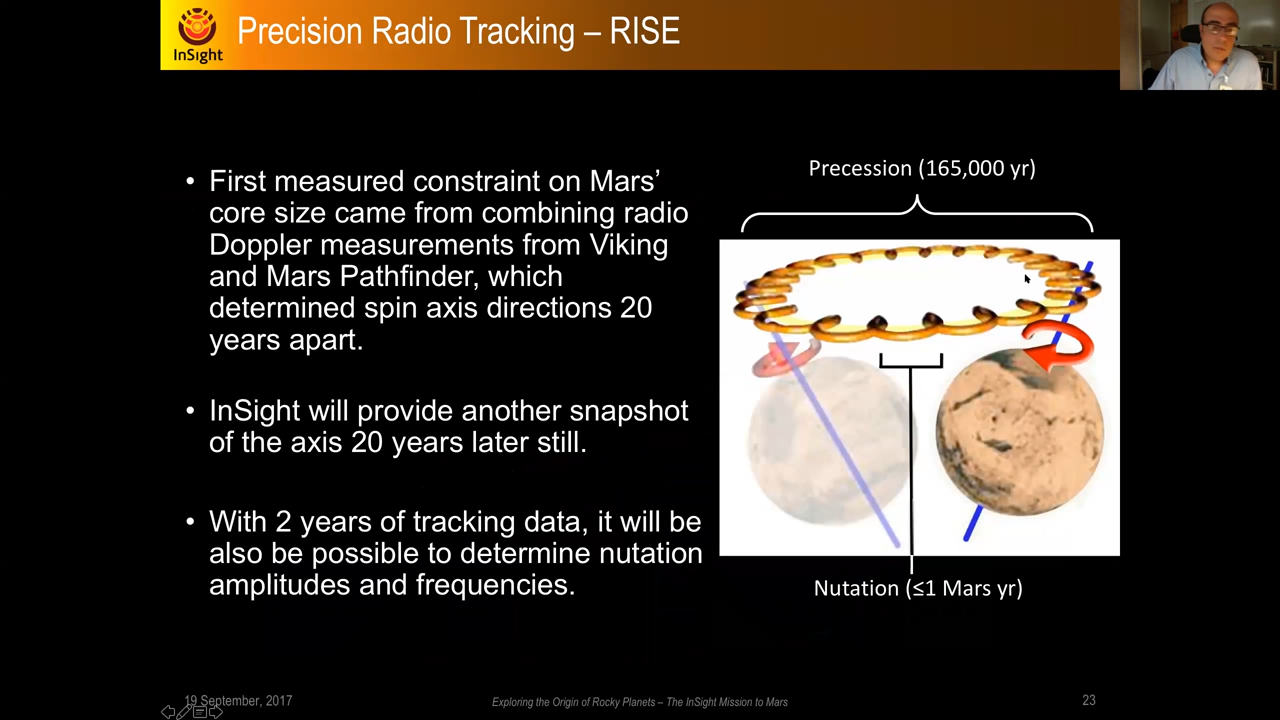 InSight
Precision Radio Tracking – RISE
• First measured constraint on Mars’
core size came from combining radio
Doppler measurements from Viking
and Mars Pathfinder, which
determined spin axis directions 20
years apart.
• InSight will provide another snapshot
of the axis 20 years later still.
• With 2 years of tracking data, it will be
also be possible to determine nutation
amplitudes and frequencies.
Precession (165,000 yr)
Nutation (≤1 Mars yr)
19 September, 2017
Exploring the Origin of Rocky Planets – The InSight Mission to Mars
23